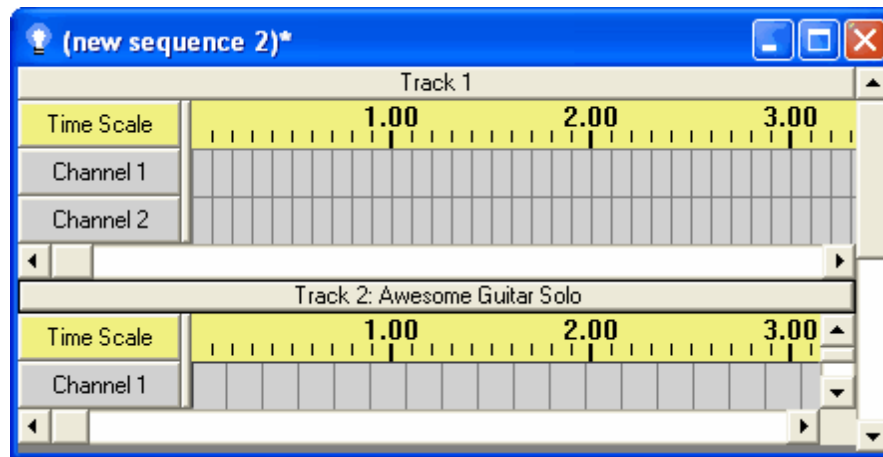 (new sequence 2)*
Track 1
Time Scale 1.00 2.00 3.00
Channel 1
Channel 2
Track 2: Awesome Guitar Solo
Time Scale 1.00 2.00 3.00
Channel 1